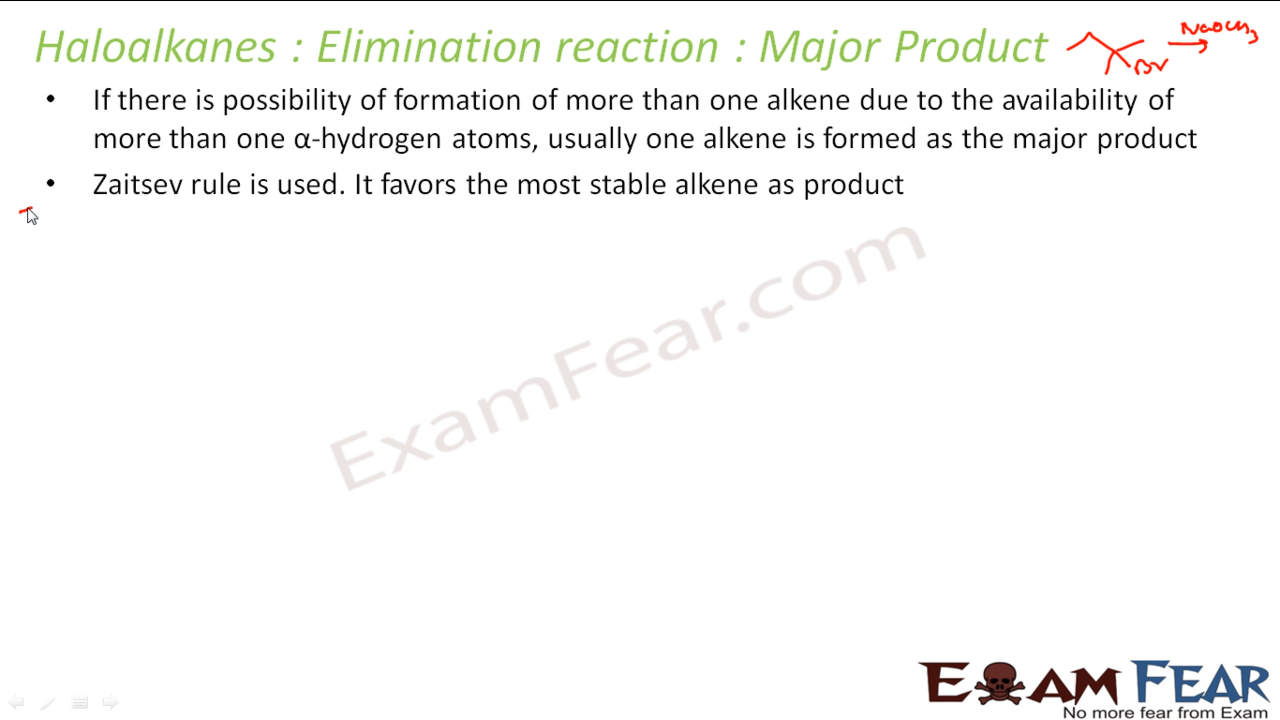 Haloalkanes : Elimination reaction : Major Product
NaOCH3
Br
• If there is possibility of formation of more than one alkene due to the availability of
more than one α-hydrogen atoms, usually one alkene is formed as the major product
• Zaitsev rule is used. It favors the most stable alkene as product
ExamFear.com
EXAM FEAR
No more fear from Exam